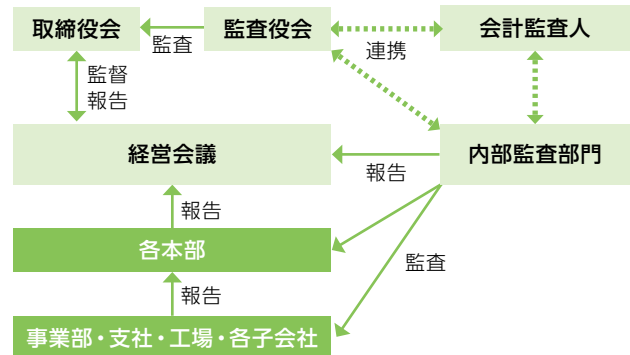 取締役会
監査
監査役会
連携
会計監査人
監督
報告
経営会議
報告
内部監査部門
報告
各本部
監査
報告
事業部・支社・工場・各子会社